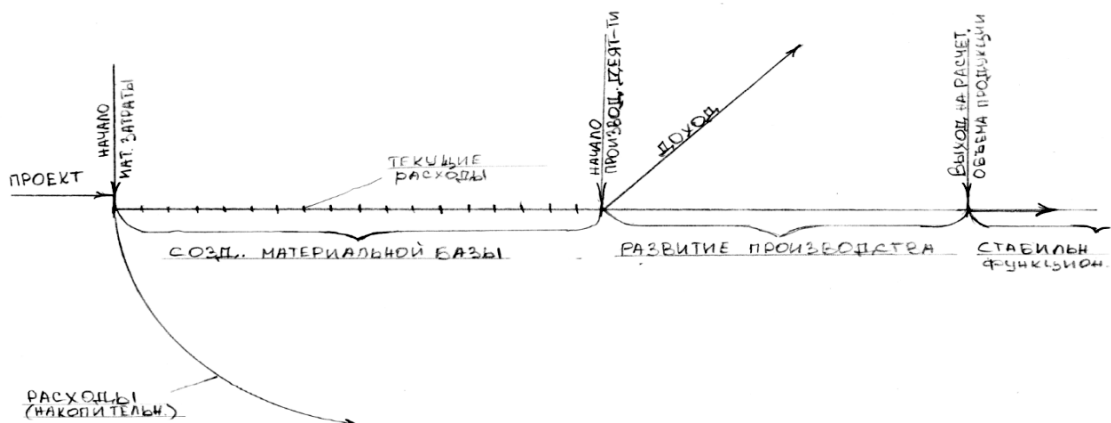 ПРОЕКТ
НАЧАЛО
МАТ. ЗАТРАТЫ
ТЕКУЩИЕ
РАСХОДЫ
НАЧАЛО
ПРОИЗВОД. ДЕЯТ-ТИ
ДОХОД
ВЫХОД НА РАСЧЕТ.
ОБЪЕМА ПРОДУКЦИИ
СОЗД. МАТЕРИАЛЬНОЙ БАЗЫ
РАЗВИТИЕ ПРОИЗВОДСТВА
СТАБИЛЬН
ФУНКЦИОН.
РАСХОДЫ
(НАКОПИТЕЛЬН.)